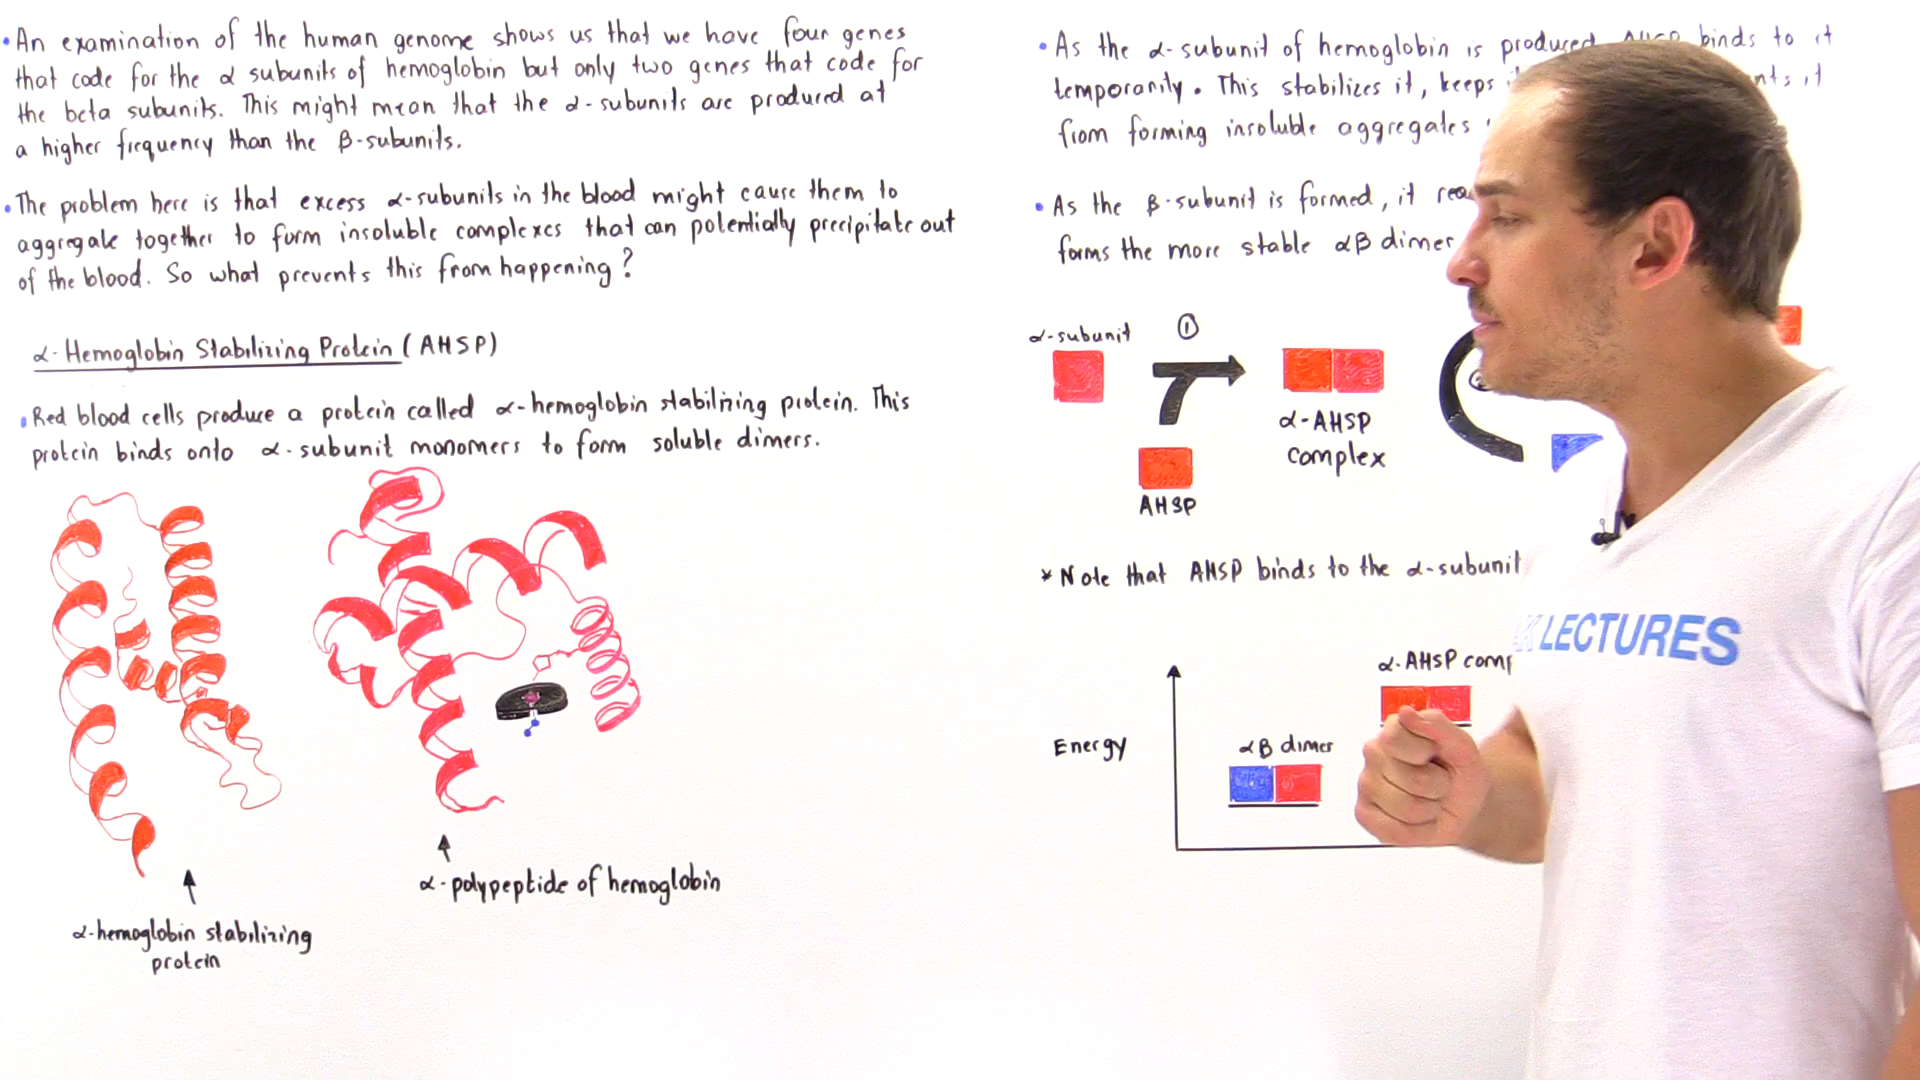 • An examination of the human genome shows us that we have four genes
that code for the α subunits of hemoglobin but only two genes that code for
the beta subunits. This might mean that the α-subunits are produced at
a higher frequency than the β-subunits.
• The problem here is that excess α-subunits in the blood might cause them to
aggregate together to form insoluble complexes that can potentially precipitate out
of the blood. So what prevents this from happening?
α-Hemoglobin Stabilizing Protein (AHSP)
• Red blood cells produce a protein called α-hemoglobin stabilizing protein. This
protein binds onto α-subunit monomers to form soluble dimers.
α-hemoglobin stabilizing
protein
α-polypeptide of hemoglobin
• As the α-subunit of hemoglobin is produced, AHSP binds to it
temporarily. This stabilizes it, keeps it
from forming insoluble aggregates
• As the β-subunit is formed, it
forms the more stable αβ dimer
α-subunit
①
AHSP
α-AHSP
complex
* Note that AHSP binds to the α-subunit
LECTURES
Energy
αβ dimer
α-AHSP